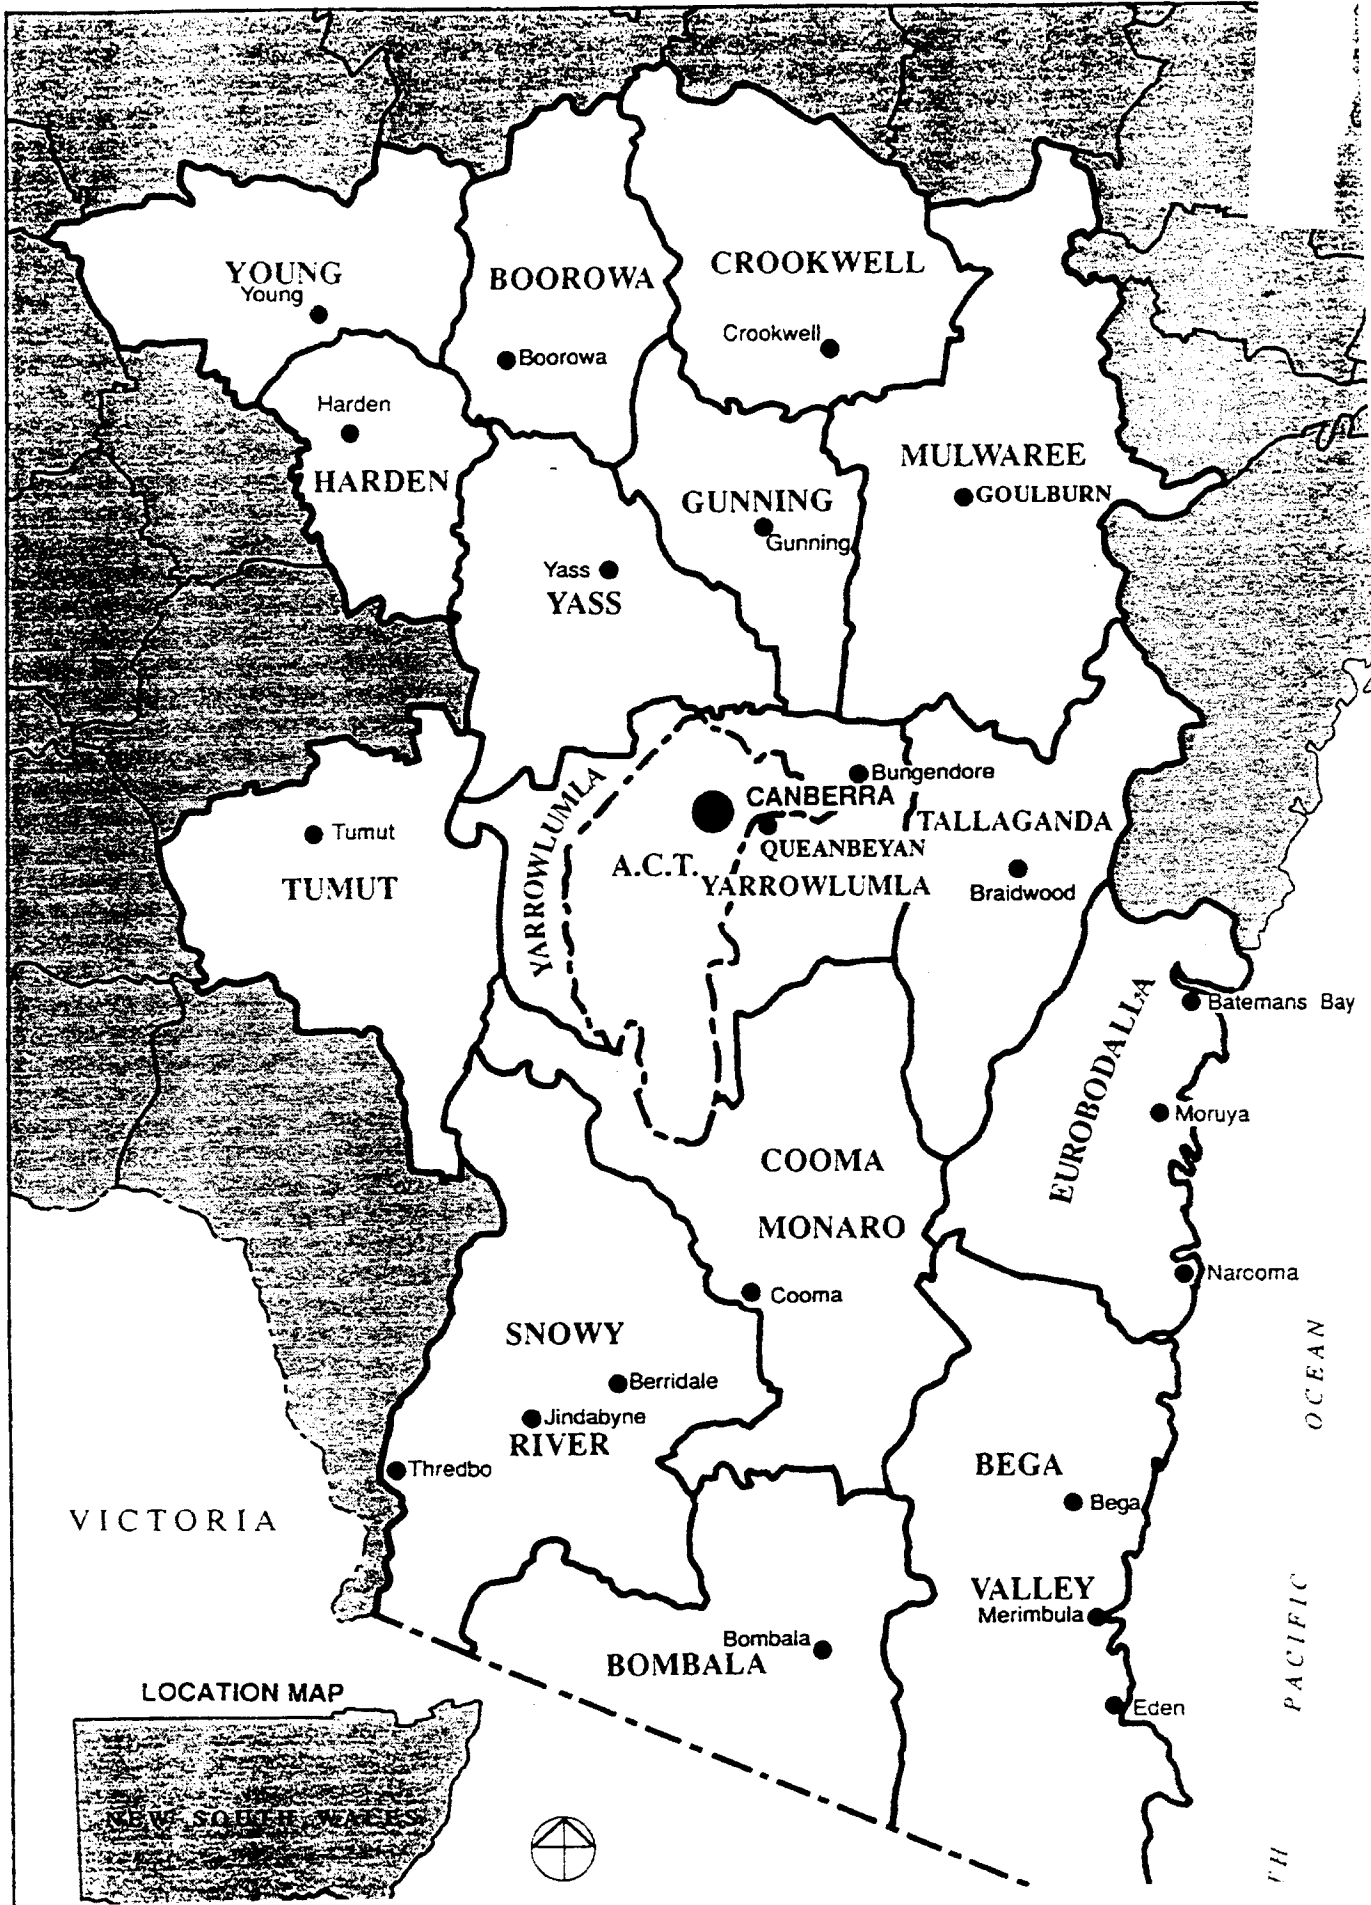 YOUNG
Young
BOOROWA
Boorowa
CROOKWELL
Crookwell
Harden
HARDEN
MULWAREE
GOULBURN
GUNNING
Gunning
Yass
YASS
Bungendore
CANBERRA
YARROWLUMLA
TALLAGANDA
Tumut
TUMUT
A.C.T.
QUEANBEYAN
YARROWLUMLA
Braidwood
Batemans Bay
EUROBODALLA
Moruya
COOMA
MONARO
Narcoma
Cooma
SNOWY
Berridale
Jindabyne
RIVER
Thredbo
BEGA
Bega
VICTORIA
VALLEY
Merimbula
Bombala
BOMBALA
Eden
OCEAN
PACIFIC
TH
LOCATION MAP
NEW SOUTH WALES